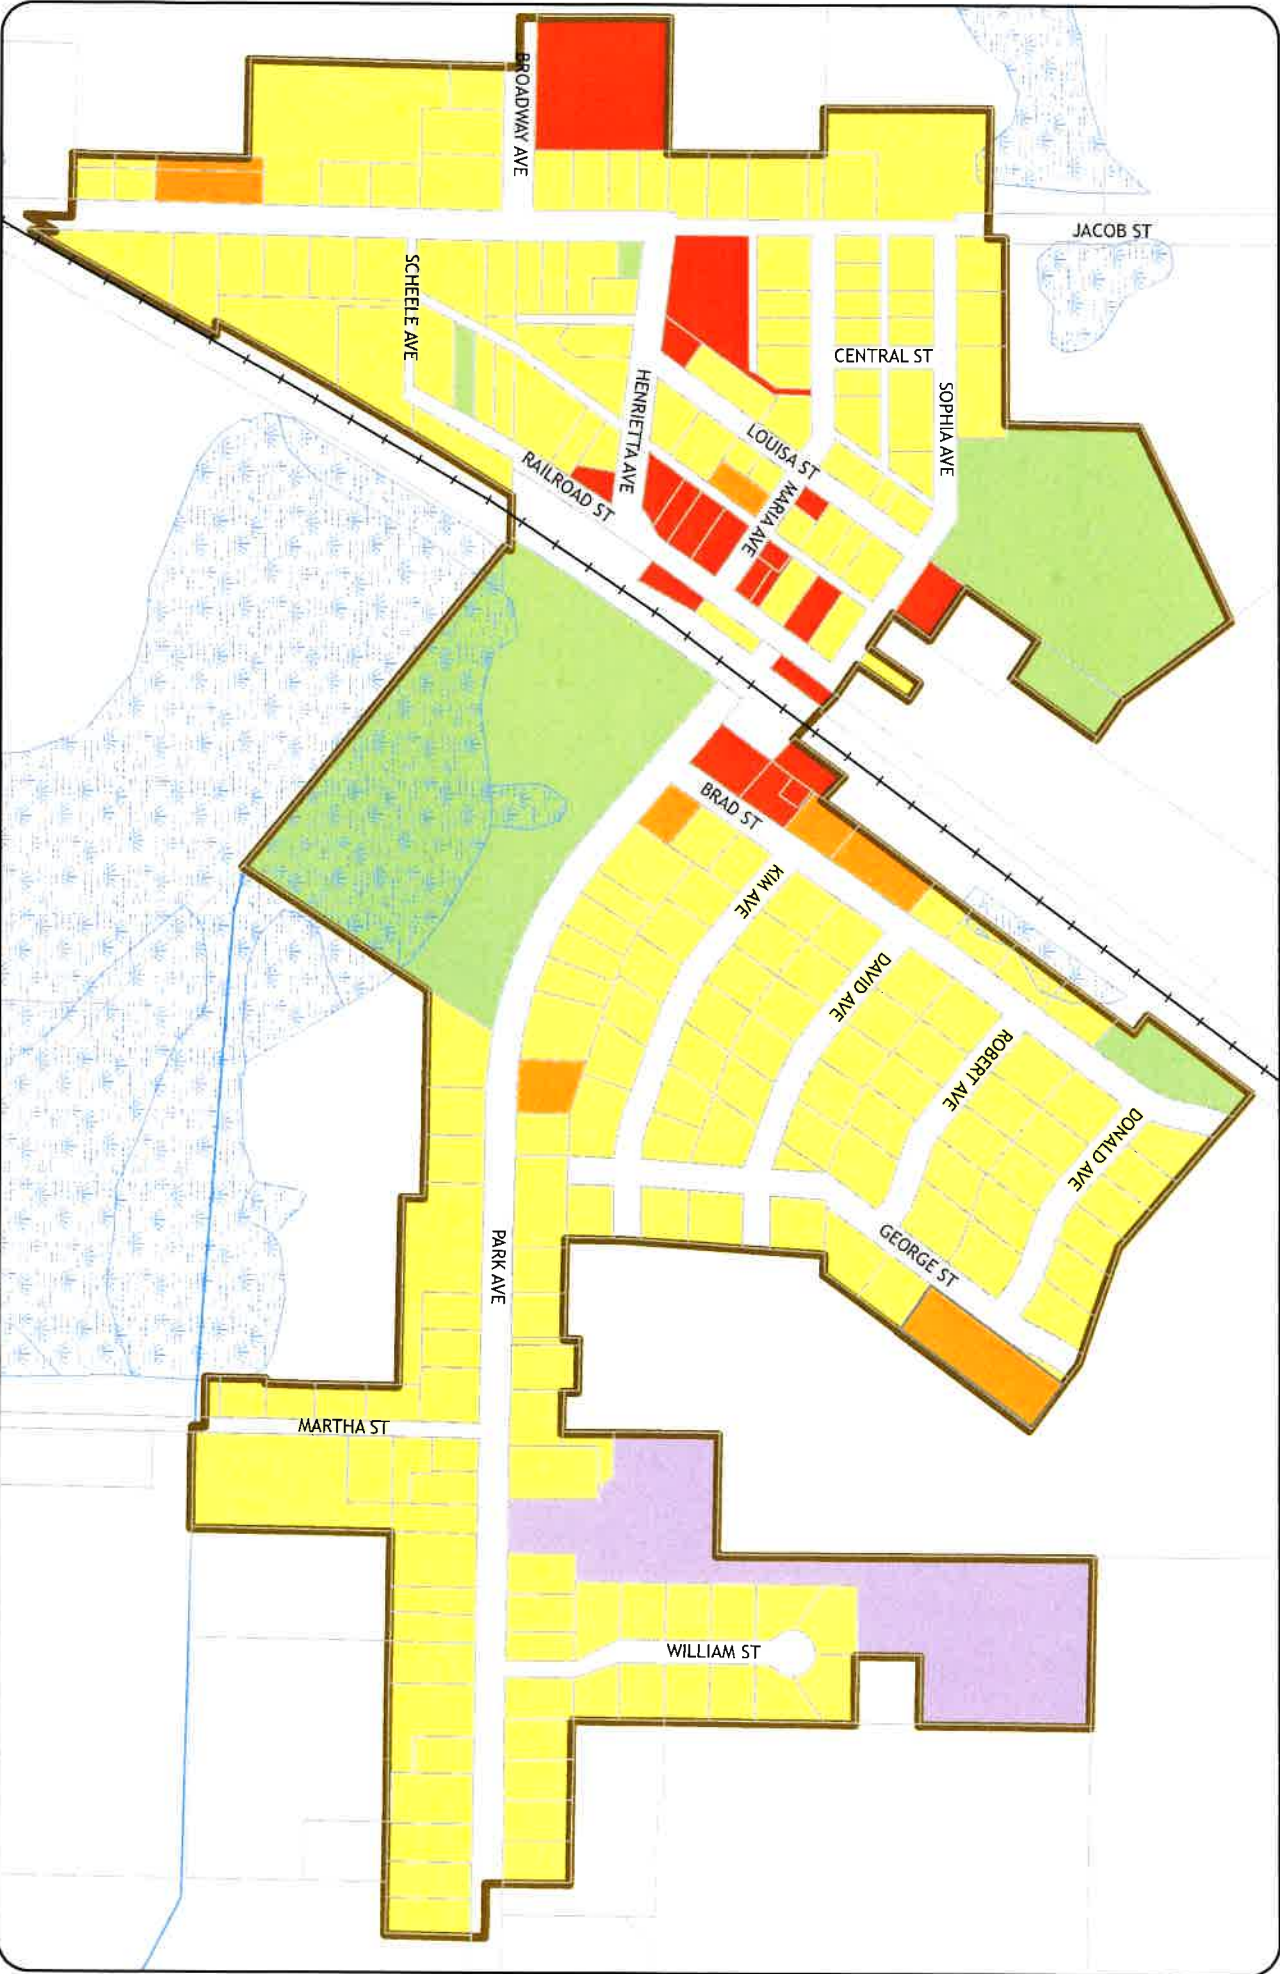 BROADWAY AVE
JACOB ST
SCHEELE AVE
CENTRAL ST
HENRIETTA AVE
SOPHIA AVE
LOUISA ST
RAILROAD ST
MARIA AVE
BRAD ST
KIM AVE
DAVID AVE
ROBERT AVE
DONALD AVE
PARK AVE
GEORGE ST
MARTHA ST
WILLIAM ST